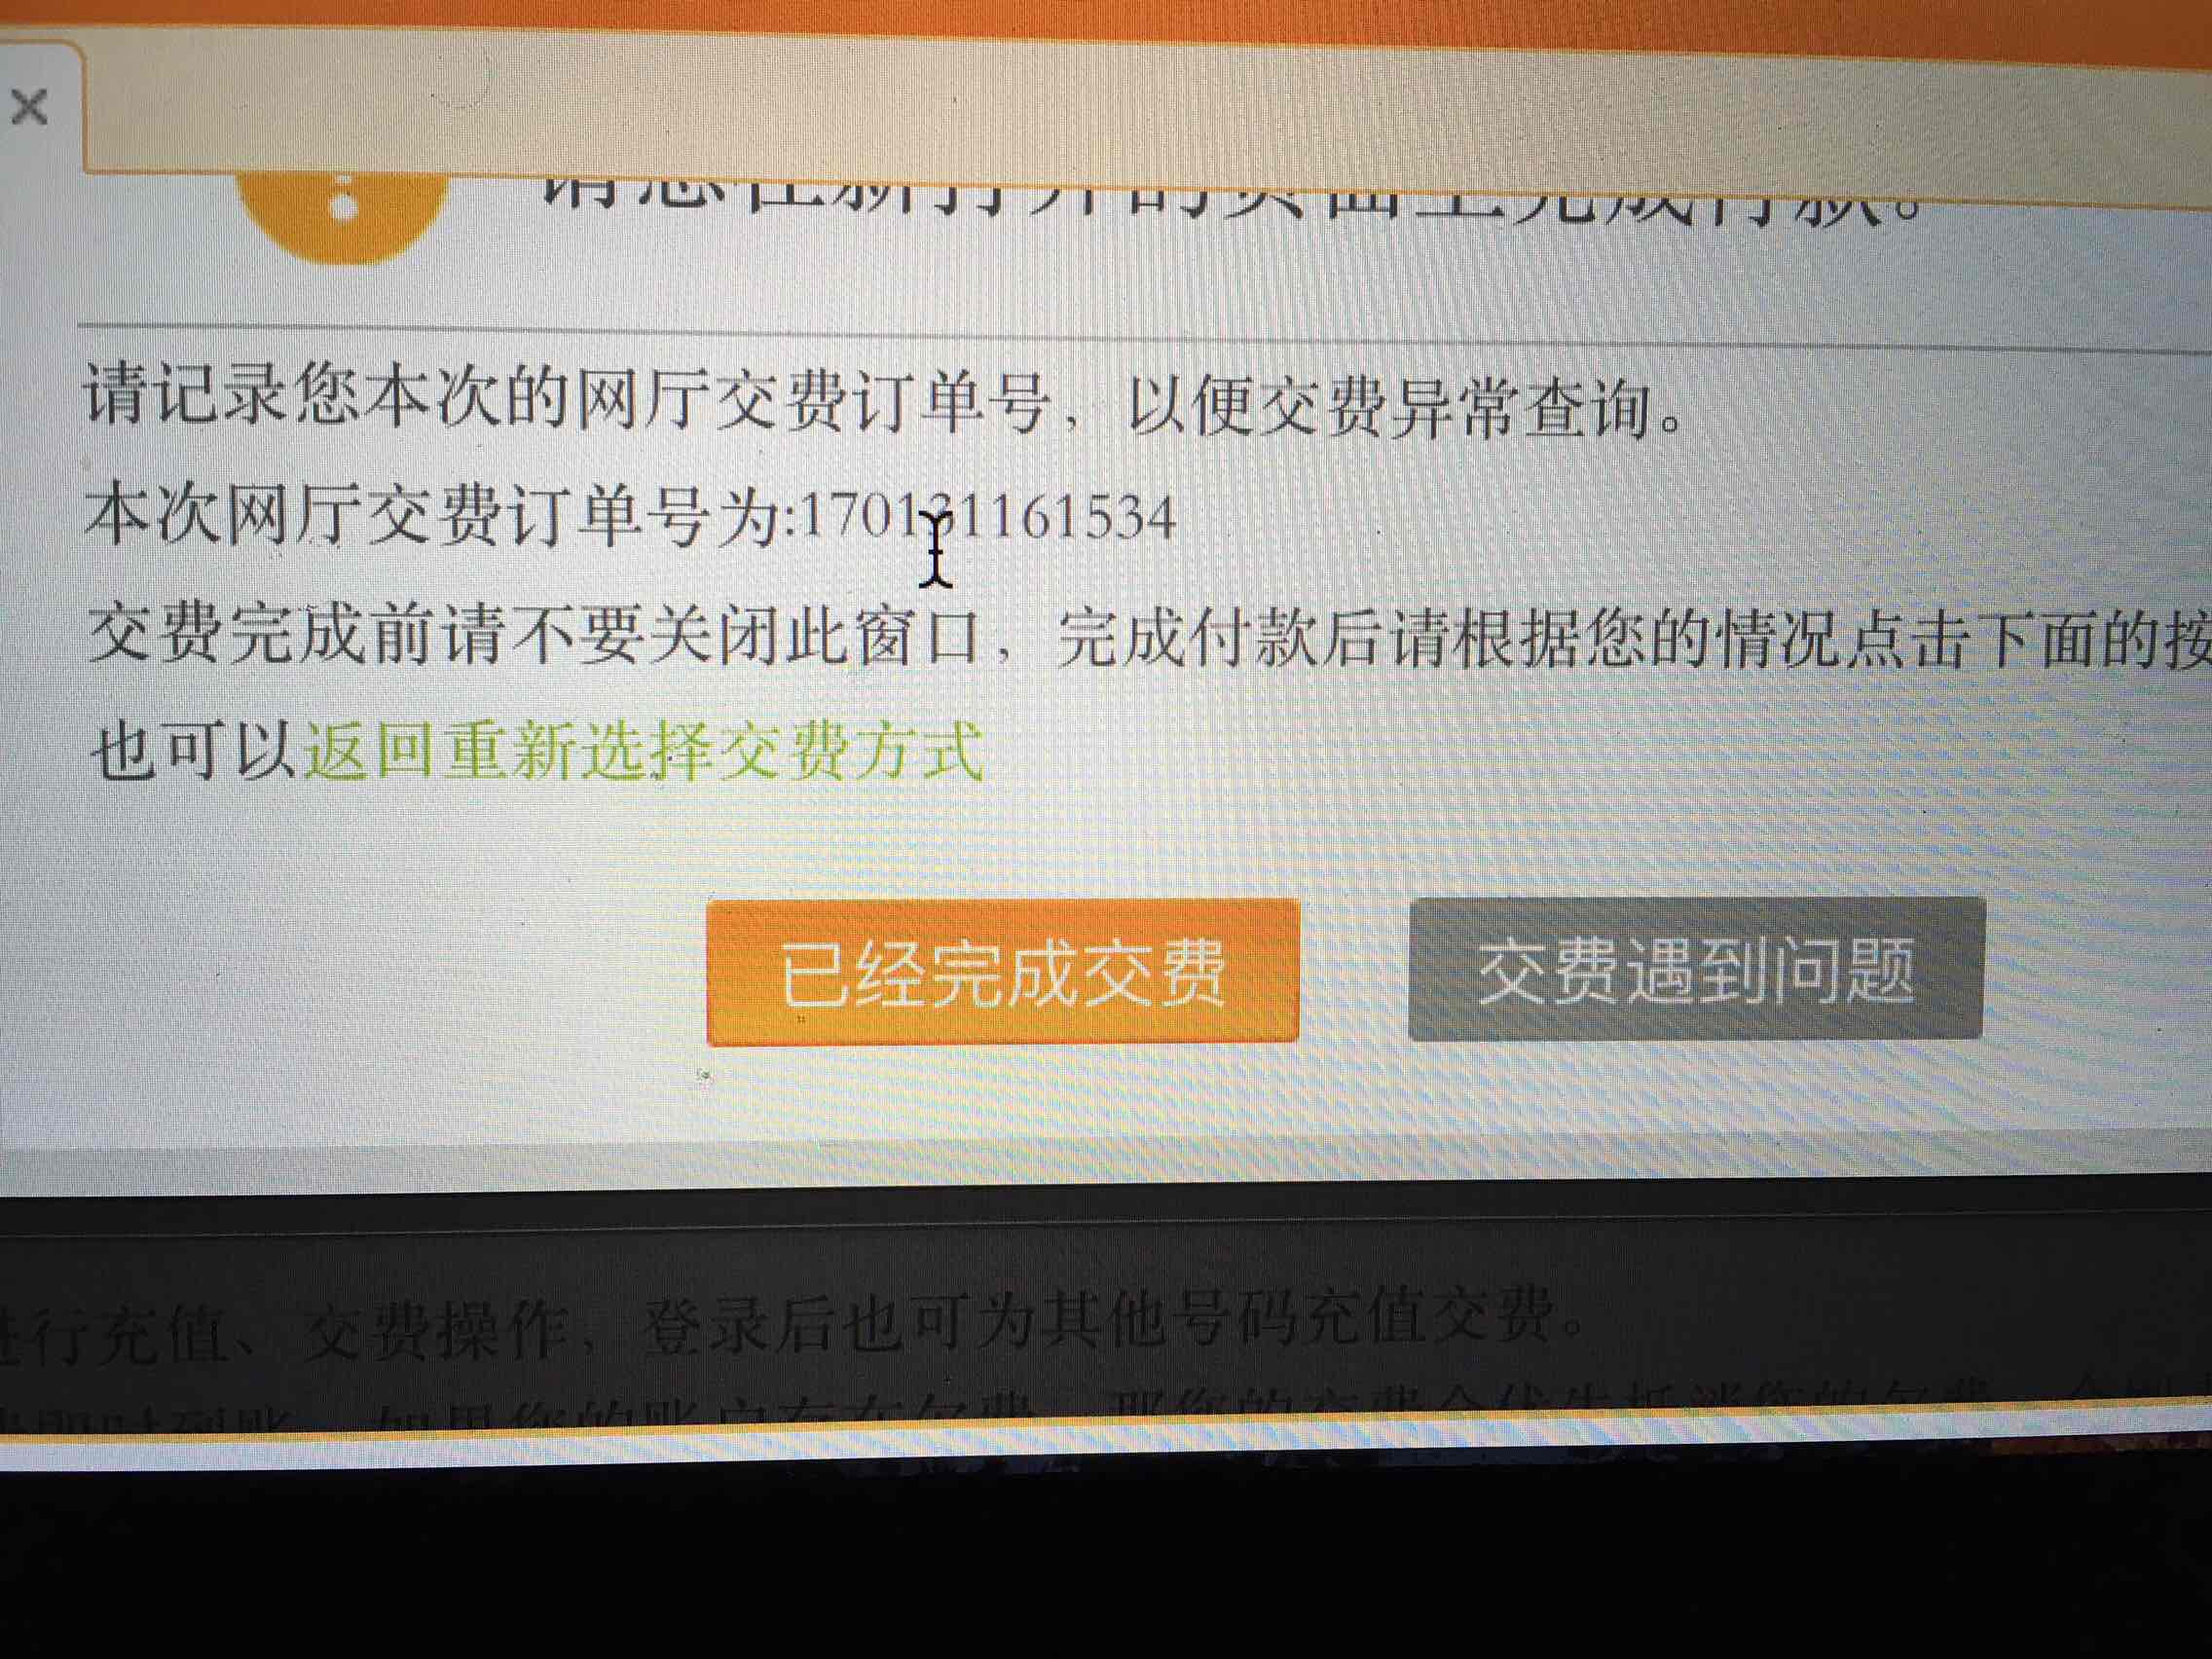 请您在新打开的页面上完成付款。
请记录您本次的网厅交费订单号，以便交费异常查询。
本次网厅交费订单号为:170131161534
交费完成前请不要关闭此窗口，完成付款后请根据您的情况点击下面的按
也可以返回重新选择交费方式
已经完成交费
交费遇到问题
进行充值、交费操作，登录后也可为其他号码充值交费。